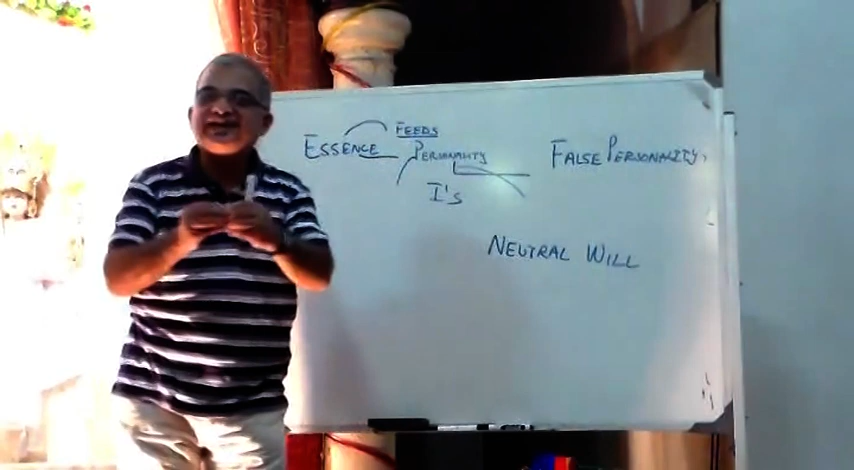 FEEDS
ESSENCE PERSONALITY FALSE PERSONALITY.
I's
NEUTRAL WILL